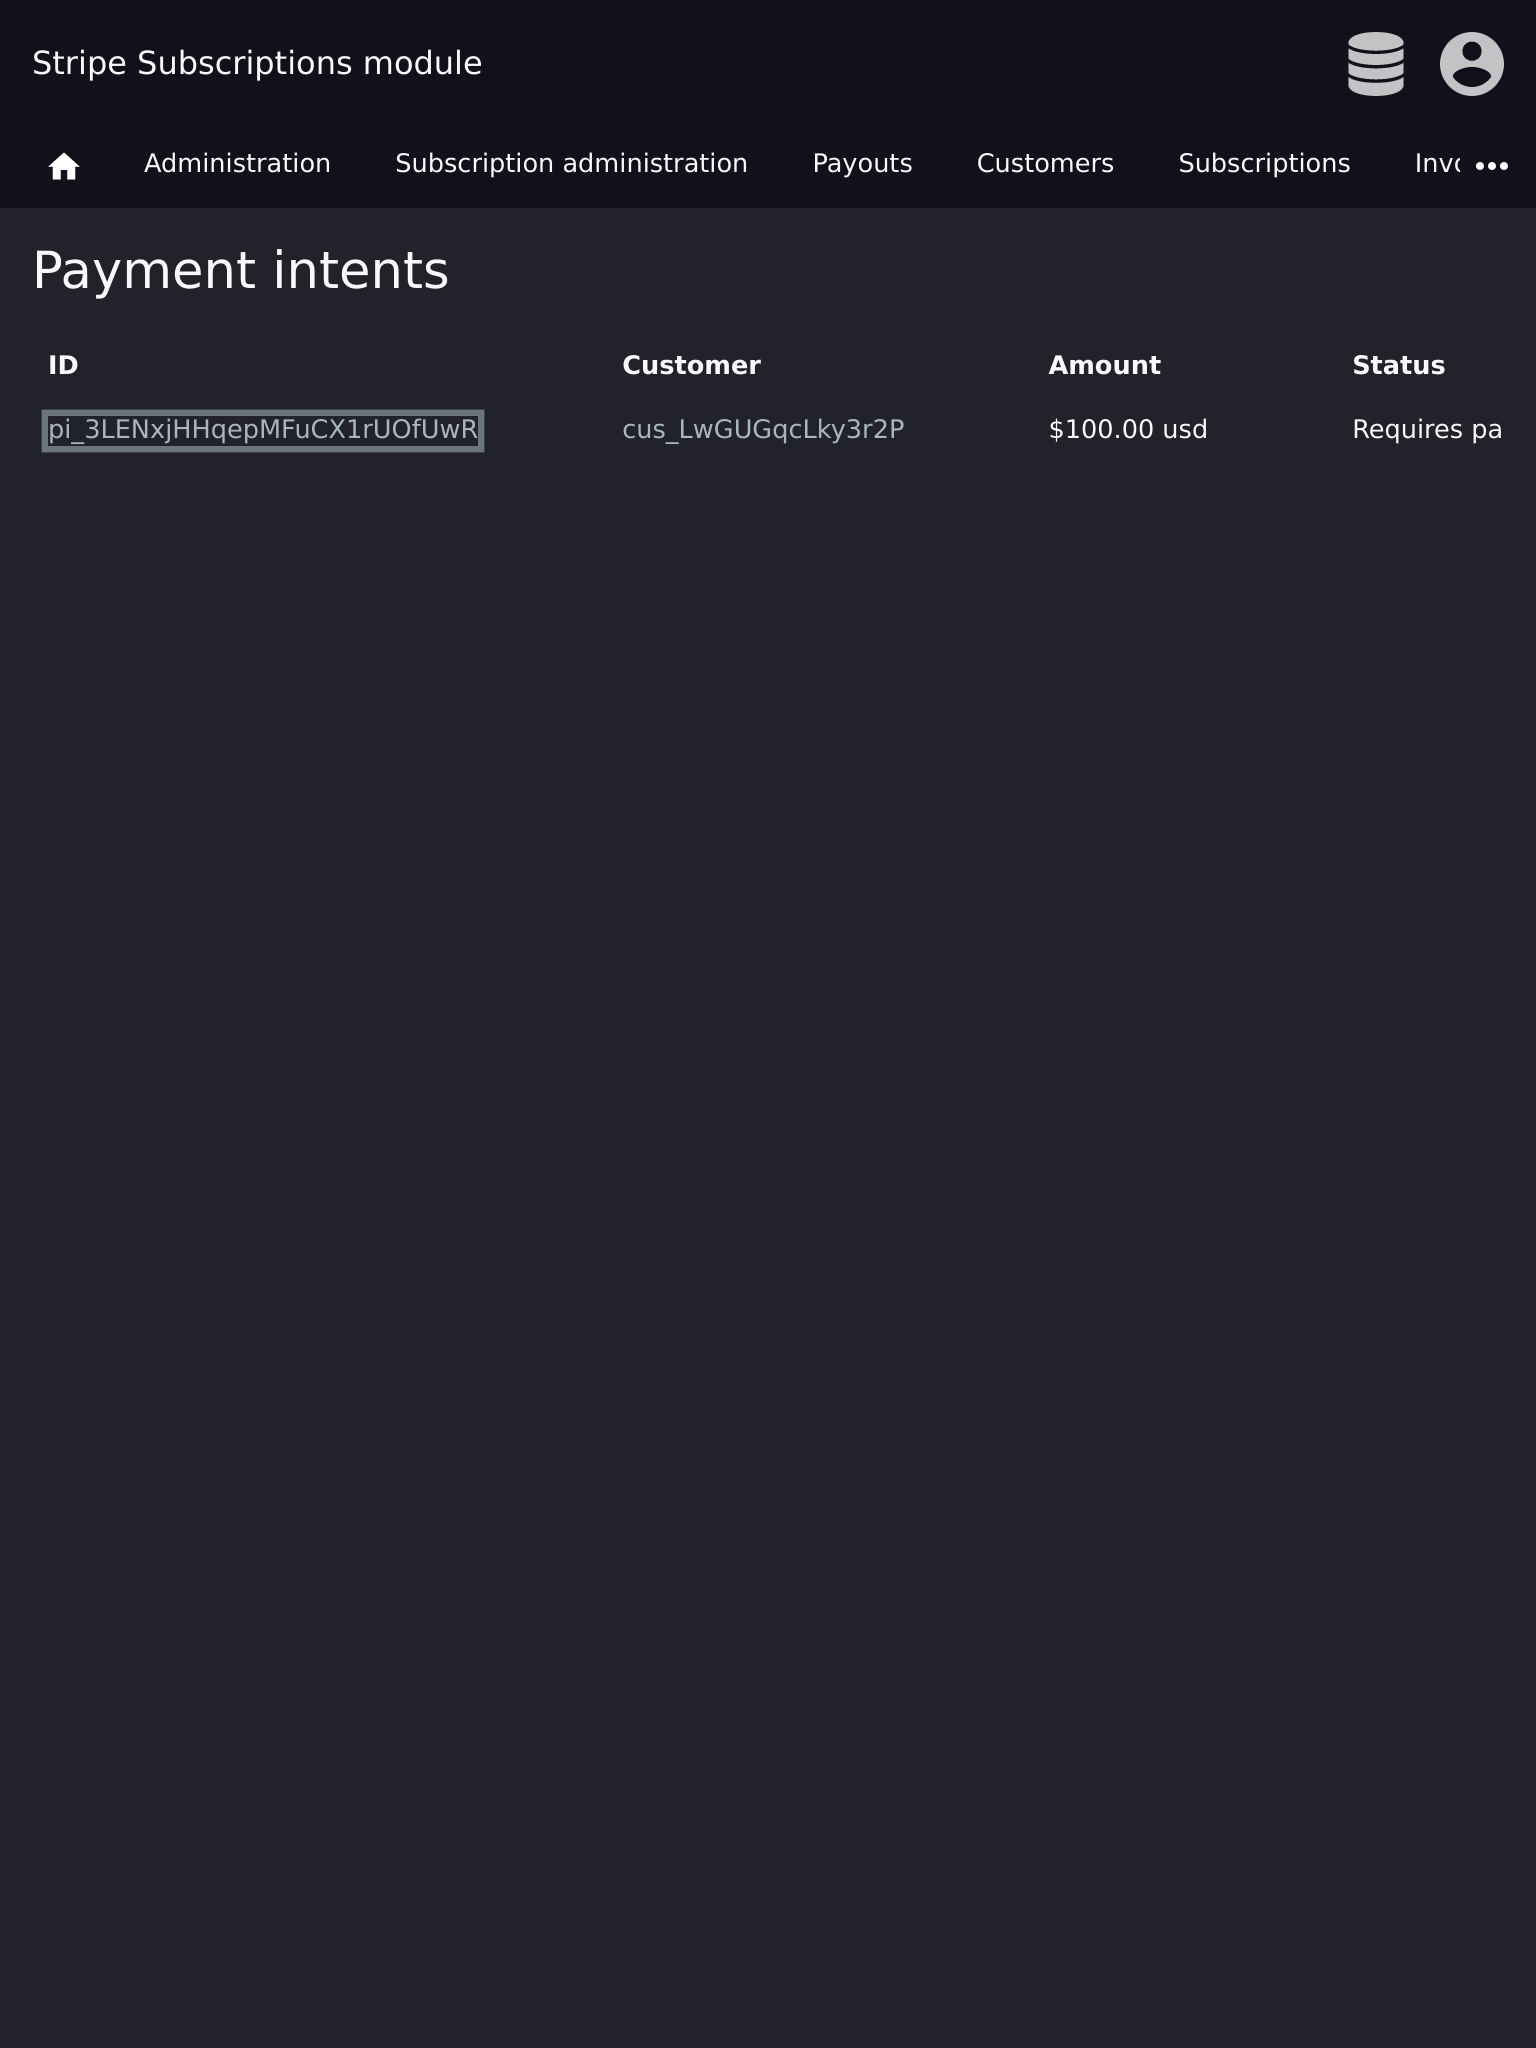 Stripe Subscriptions module
Administration Subscription administration Payouts Customers Subscriptions
Payment intents
ID Customer Amount Status
pi_3LENxjHHqepMFuCX1rUOfUwR cus_LwGUGqcLky3r2P $100.00 usd Requires pa